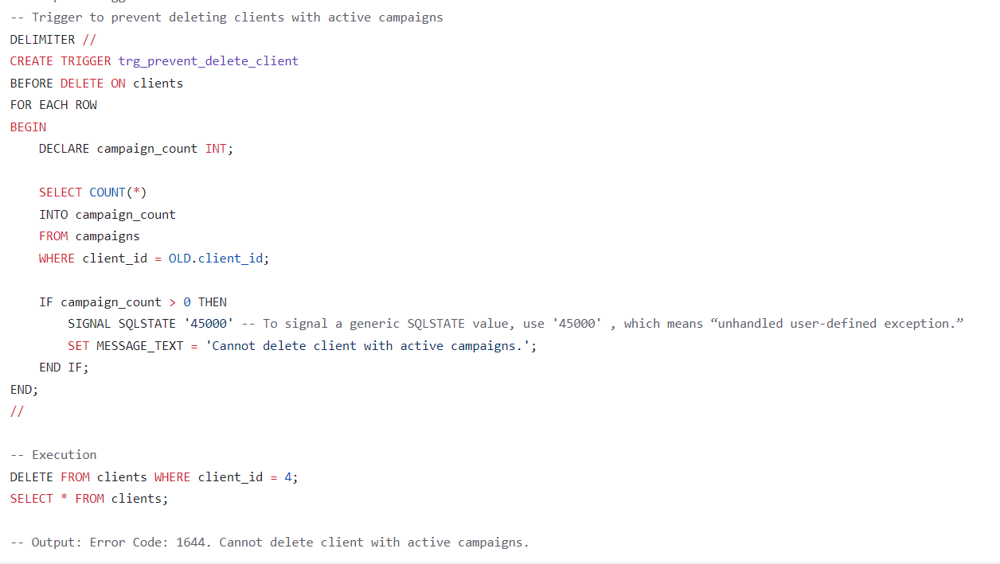 -- Trigger to prevent deleting clients with active campaigns
DELIMITER //
CREATE TRIGGER trg_prevent_delete_client
BEFORE DELETE ON clients
FOR EACH ROW
BEGIN
    DECLARE campaign_count INT;

    SELECT COUNT(*)
    INTO campaign_count
    FROM campaigns
    WHERE client_id = OLD.client_id;

    IF campaign_count > 0 THEN
        SIGNAL SQLSTATE '45000' -- To signal a generic SQLSTATE value, use '45000' , which means “unhandled user-defined exception.”
        SET MESSAGE_TEXT = 'Cannot delete client with active campaigns.';
    END IF;
END;
//

-- Execution
DELETE FROM clients WHERE client_id = 4;
SELECT * FROM clients;

-- Output: Error Code: 1644. Cannot delete client with active campaigns.